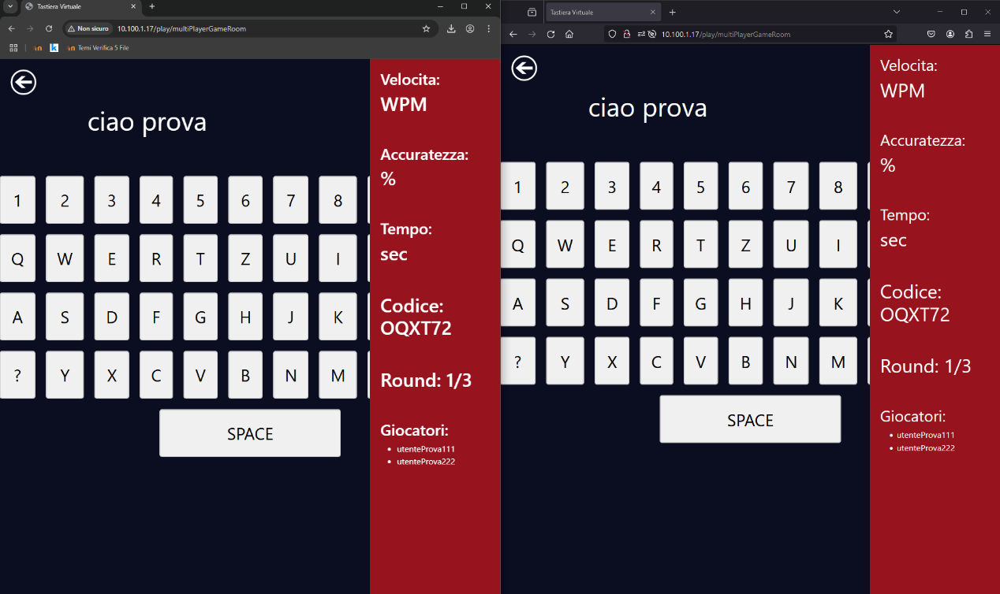 Tastiera Virtuale
Non sicuro
10.100.1.17/play/multiPlayerGameRoom
in
k
in Temi Verifica 5 File
ciao prova
1 2 3 4 5 6 7 8
Q W E R T Z U I
A S D F G H J K
? Y X C V B N M
SPACE
Velocita:
WPM
Accuratezza:
%
Tempo:
sec
Codice:
OQXT72
Round: 1/3
Giocatori:
utenteProva111
utenteProva222
Tastiera Virtuale
10.100.1.17/play/multiPlayerGameRoom
ciao prova
1 2 3 4 5 6 7 8
Q W E R T Z U I
A S D F G H J K
? Y X C V B N M
SPACE
Velocita:
WPM
Accuratezza:
%
Tempo:
sec
Codice:
OQXT72
Round: 1/3
Giocatori:
utenteProva111
utenteProva222